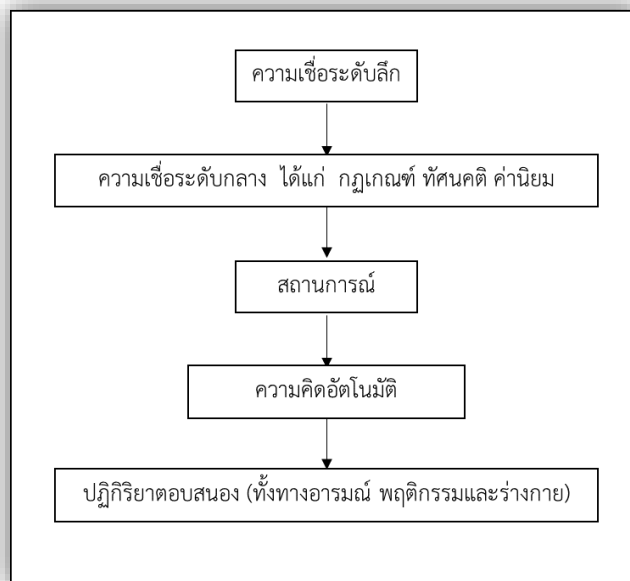 ความเชื่อระดับลึก
ความเชื่อระดับกลาง ได้แก่ กฏเกณฑ์ ทัศนคติ ค่านิยม
สถานการณ์
ความคิดอัตโนมัติ
ปฏิกิริยาตอบสนอง (ทั้งทางอารมณ์ พฤติกรรมและร่างกาย)